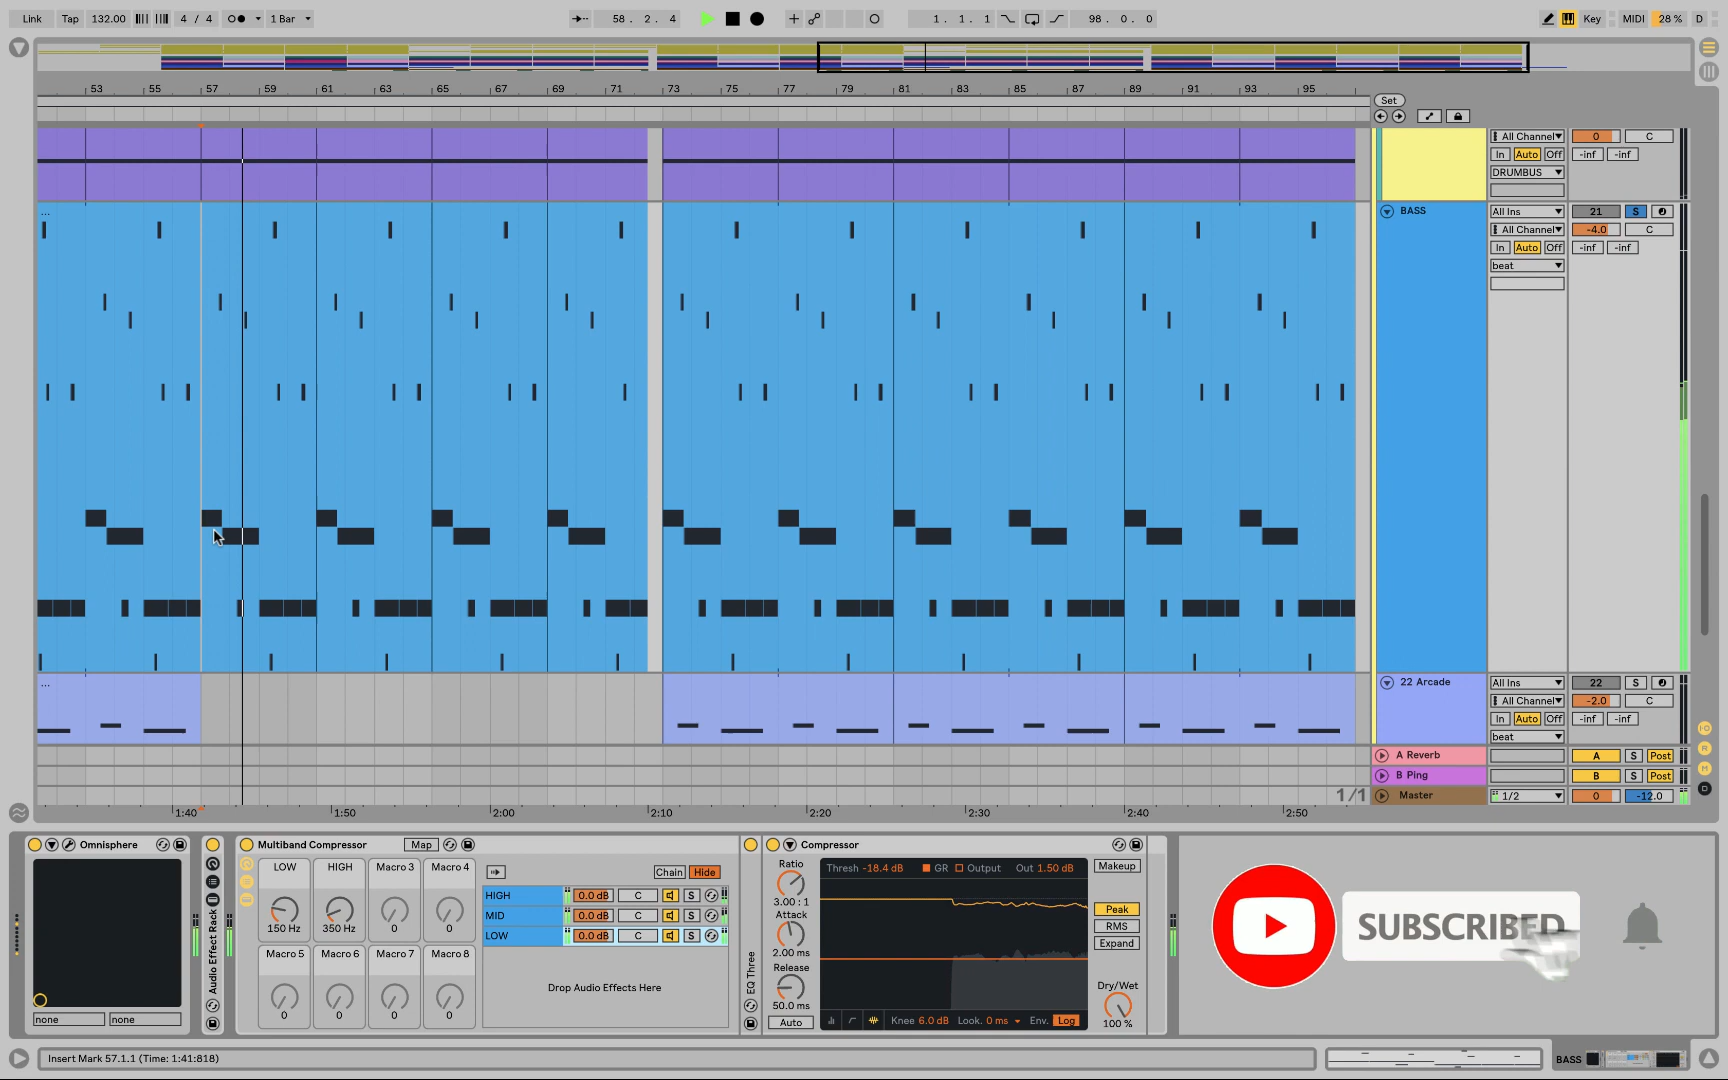 Link Tap 132.00 4 / 4 1 Bar 58. 2. 4 1. 1. 1 98. 0. 0 Key MIDI 28 % D
53 55 57 59 61 63 65 67 69 71 73 75 77 79 81 83 85 87 89 91 93 95
Set
All Channel 0 C
In Auto Off -inf -inf
DRUMBUS
...
BASS All Ins 21 S
All Channel -4.0 C
In Auto Off -inf -inf
beat
...
22 Arcade All Ins 22 S
All Channel -2.0 C
In Auto Off -inf -inf
beat
A Reverb A S Post
B Ping B S Post
1/1 Master 1/2 0 -12.0
1:40 1:50 2:00 2:10 2:20 2:30 2:40 2:50
Omnisphere
none none
Audio Effect Rack
Multiband Compressor Map
LOW HIGH Macro 3 Macro 4
150 Hz 350 Hz 0 0
Macro 5 Macro 6 Macro 7 Macro 8
0 0 0 0
Chain Hide
HIGH 0.0 dB C S
MID 0.0 dB C S
LOW 0.0 dB C S
Drop Audio Effects Here
EQ Three
Compressor
Ratio
3.00 : 1
Attack
2.00 ms
Release
50.0 ms
Auto
Thresh -18.4 dB GR Output Out 1.50 dB
Knee 6.0 dB Look. 0 ms Env. Log
Makeup
Peak
RMS
Expand
Dry/Wet
100 %
SUBSCRIBED
Insert Mark 57.1.1 (Time: 1:41:818)
BASS
IO
R
M
D